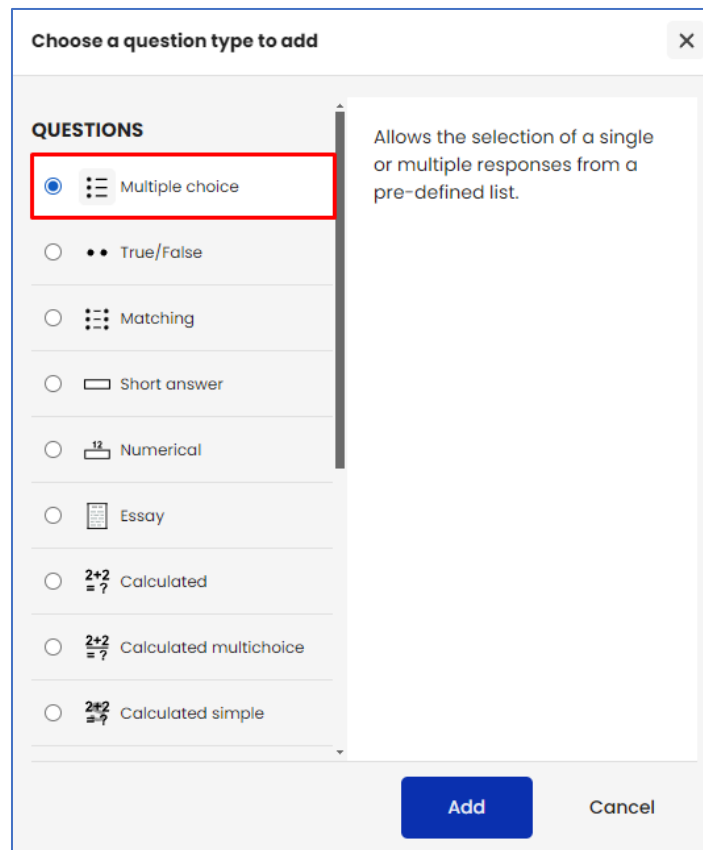 Choose a question type to add
QUESTIONS
Multiple choice
True/False
Matching
Short answer
12
Numerical
Essay
2+2
= ?
Calculated
2+2
= ?
Calculated multichoice
2+2
= ?
Calculated simple
Allows the selection of a single
or multiple responses from a
pre-defined list.
Add
Cancel